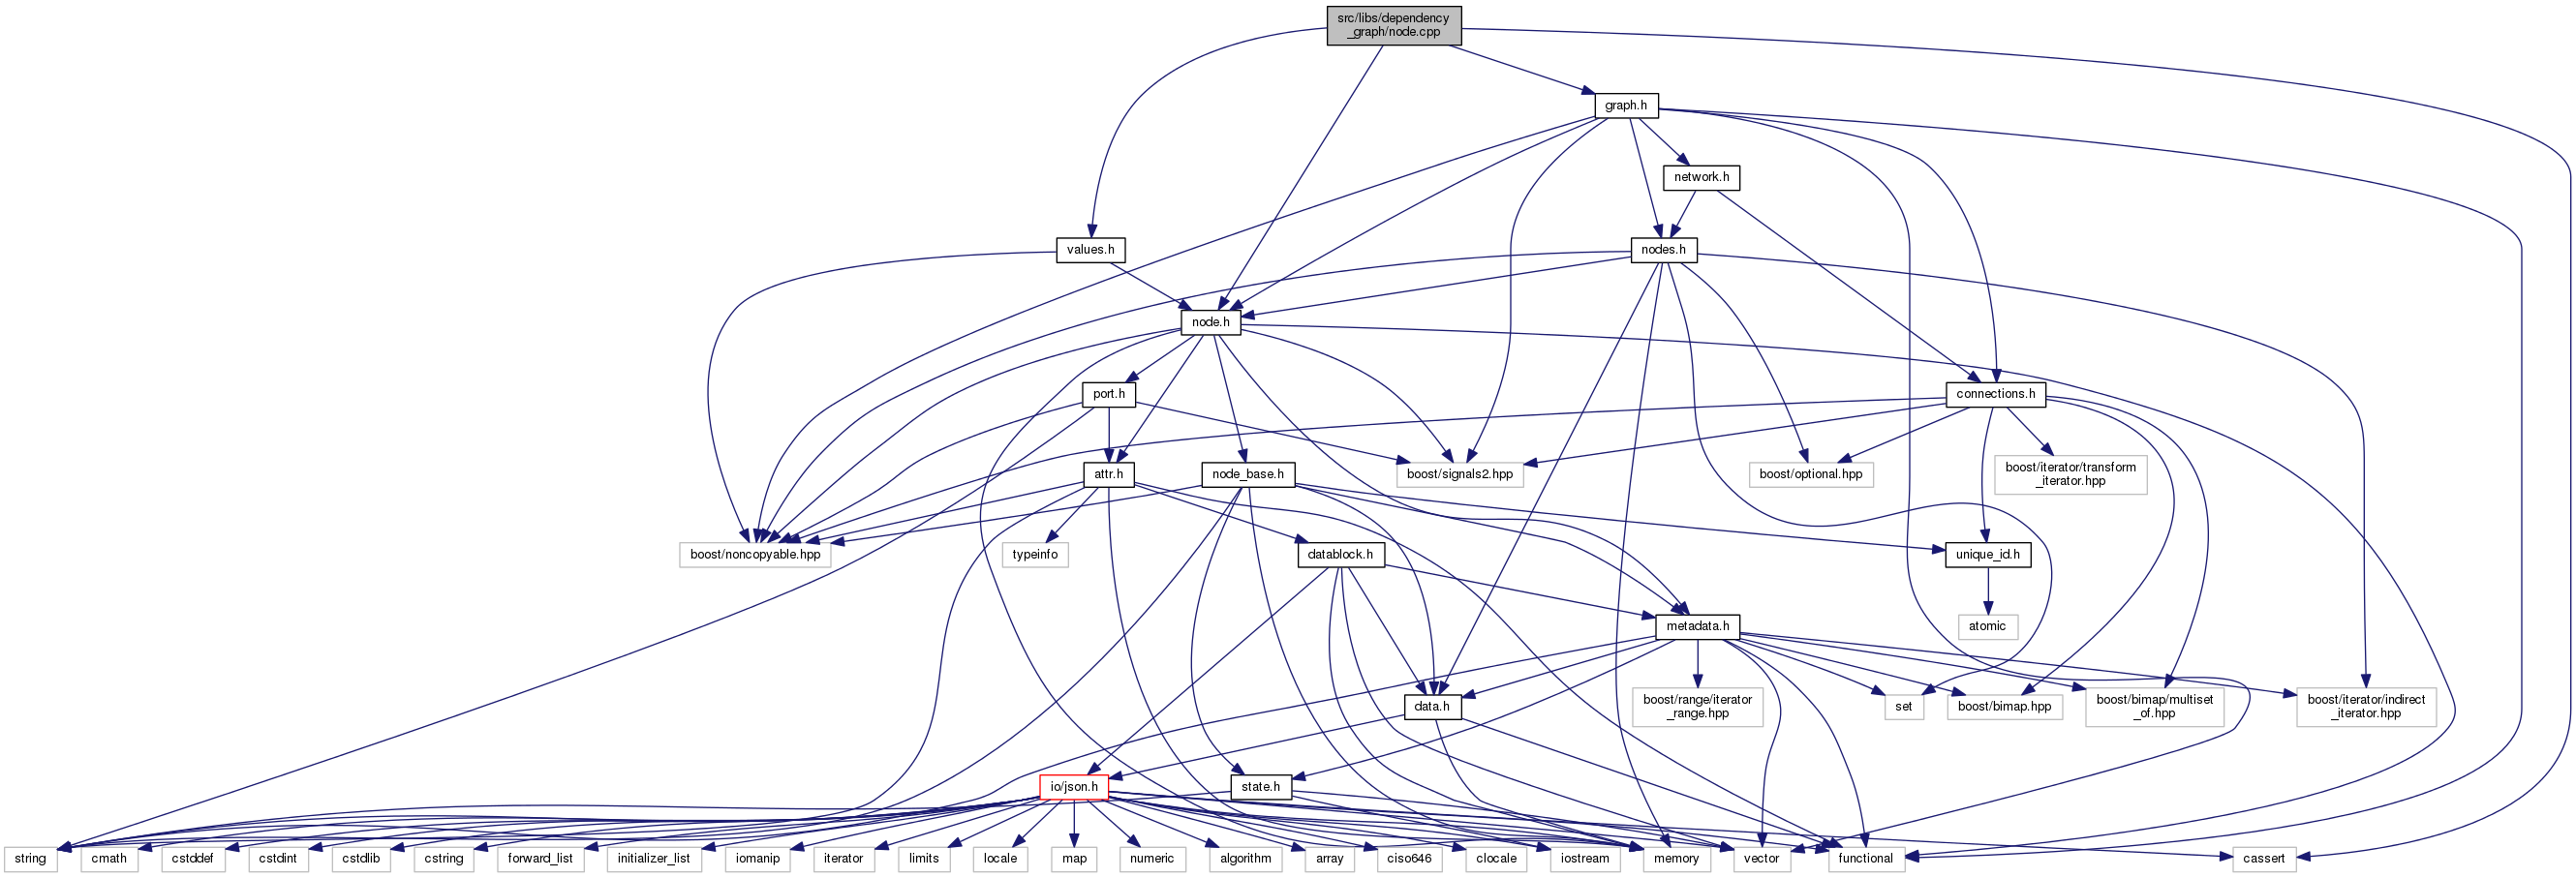 src/libs/dependency
_graph/node.cpp
graph.h
network.h
values.h
nodes.h
node.h
port.h
connections.h
attr.h
node_base.h
boost/signals2.hpp
boost/optional.hpp
boost/iterator/transform
_iterator.hpp
boost/noncopyable.hpp
typeinfo
datablock.h
unique_id.h
metadata.h
atomic
data.h
boost/range/iterator
_range.hpp
set
boost/bimap.hpp
boost/bimap/multiset
_of.hpp
boost/iterator/indirect
_iterator.hpp
io/json.h
state.h
string
cmath
cstddef
cstdint
cstdlib
cstring
forward_list
initializer_list
iomanip
iterator
limits
locale
map
numeric
algorithm
array
ciso646
clocale
iostream
memory
vector
functional
cassert